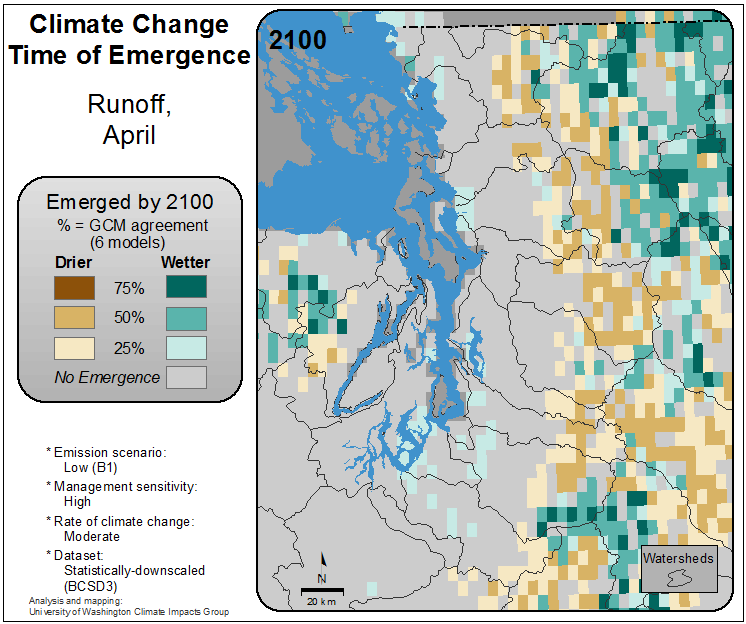 Climate Change
Time of Emergence
Runoff,
April
Emerged by 2100
% = GCM agreement
(6 models)
Drier Wetter
75%
50%
25%
No Emergence
* Emission scenario:
Low (B1)
* Management sensitivity:
High
* Rate of climate change:
Moderate
* Dataset:
Statistically-downscaled
(BCSD3)
Analysis and mapping:
University of Washington Climate Impacts Group
2100
N
20 km
Watersheds